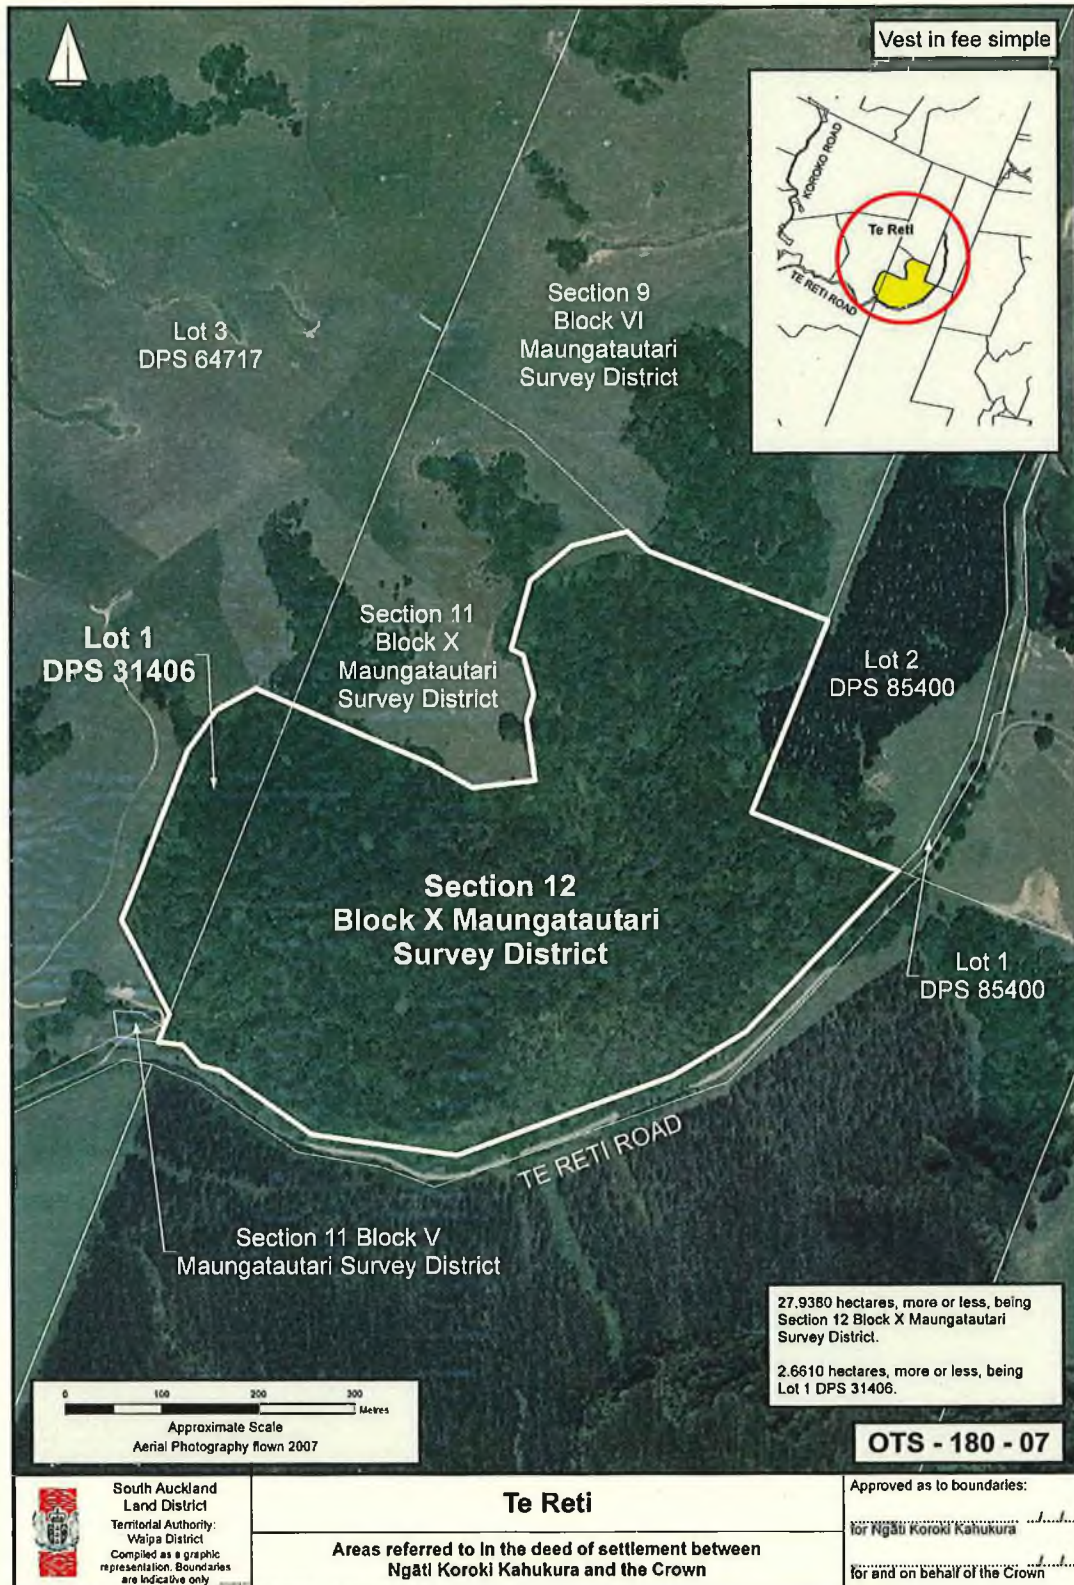 Vest in fee simple
KOROKO ROAD
Te Reti
TE RETI ROAD
Section 9
Block VI
Maungatautari
Survey District
Lot 3
DPS 64717
Section 11
Block X
Maungatautari
Survey District
Lot 1
DPS 31406
Lot 2
DPS 85400
Section 12
Block X Maungatautari
Survey District
Lot 1
DPS 85400
TE RETI ROAD
Section 11 Block V
Maungatautari Survey District
27.9380 hectares, more or less, being
Section 12 Block X Maungatautari
Survey District.
2.6610 hectares, more or less, being
Lot 1 DPS 31406.
0 100 200 300
Metres
Approximate Scale
Aerial Photography flown 2007
OTS - 180 - 07
South Auckland
Land District
Territorial Authority:
Waipa District
Compiled as a graphic
representation. Boundaries
are indicative only
Te Reti
Areas referred to in the deed of settlement between
Ngāti Koroki Kahukura and the Crown
Approved as to boundaries:
for Ngāti Koroki Kahukura
for and on behalf of the Crown